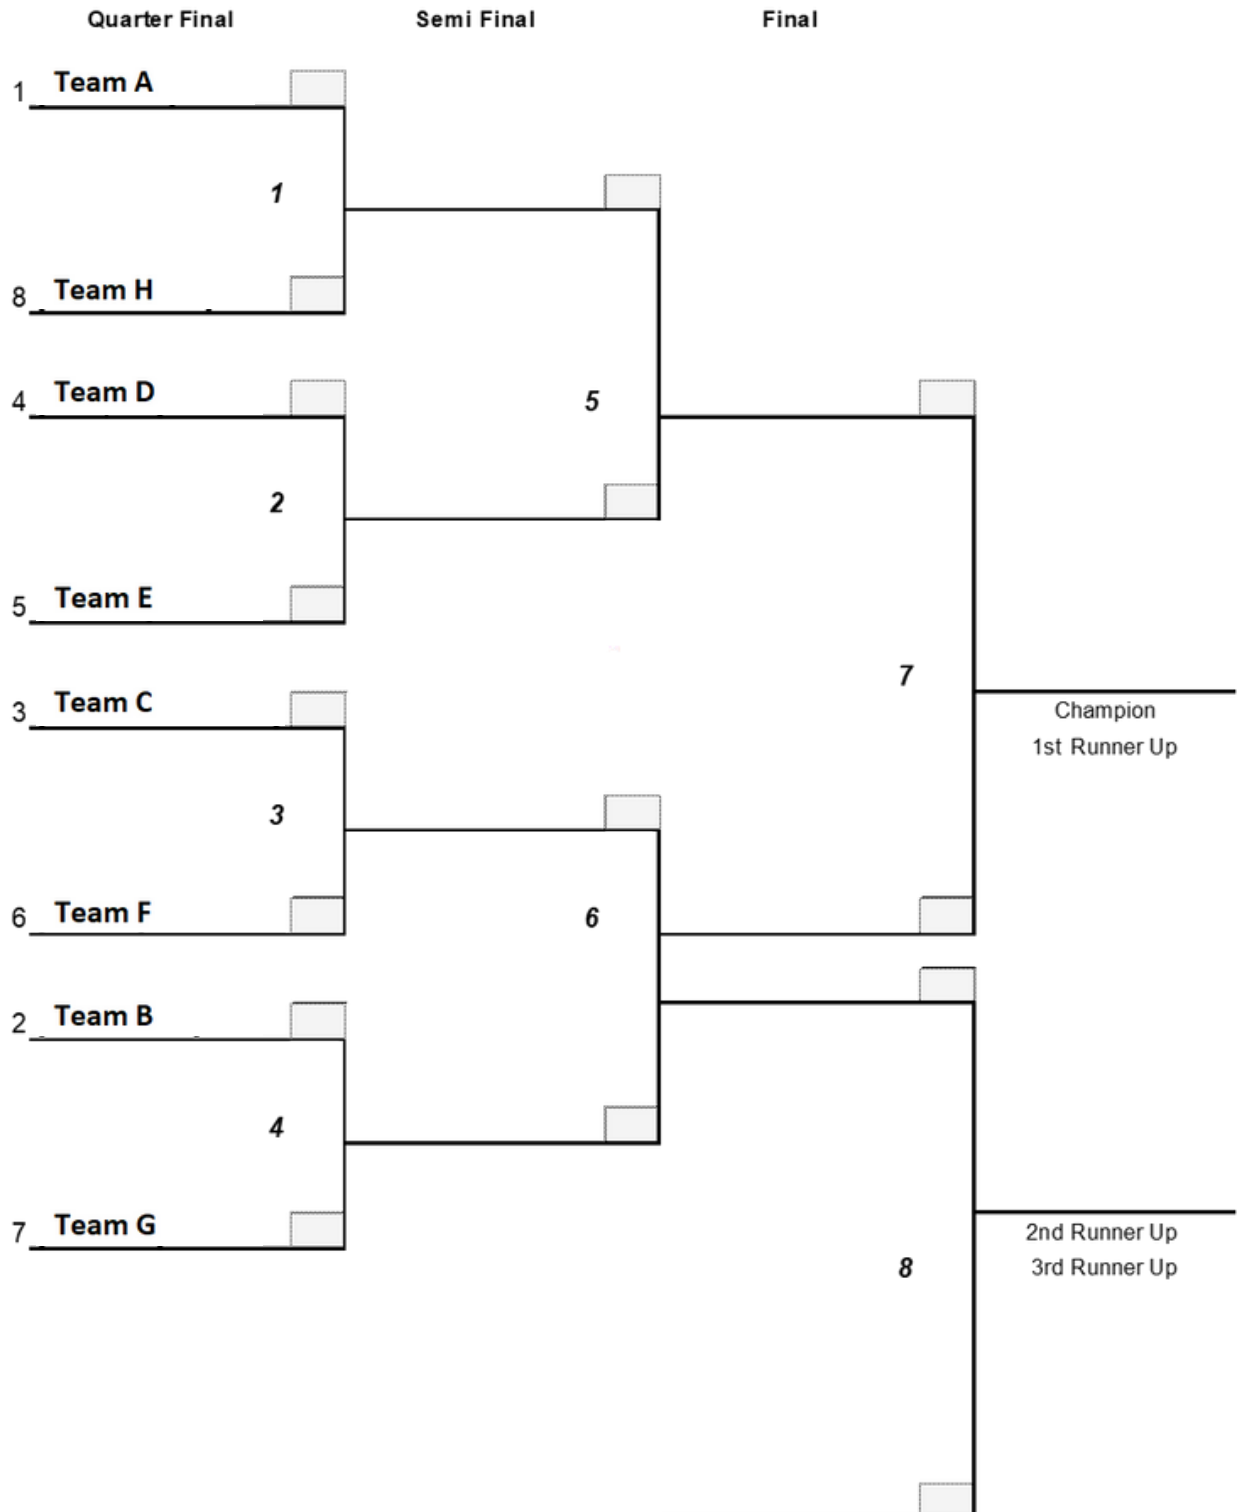 Quarter Final Semi Final Final
1 Team A
1
8 Team H
4 Team D
5
2
5 Team E
3 Team C
7
Champion
1st Runner Up
3
6 Team F
6
2 Team B
4
7 Team G
2nd Runner Up
8
3rd Runner Up